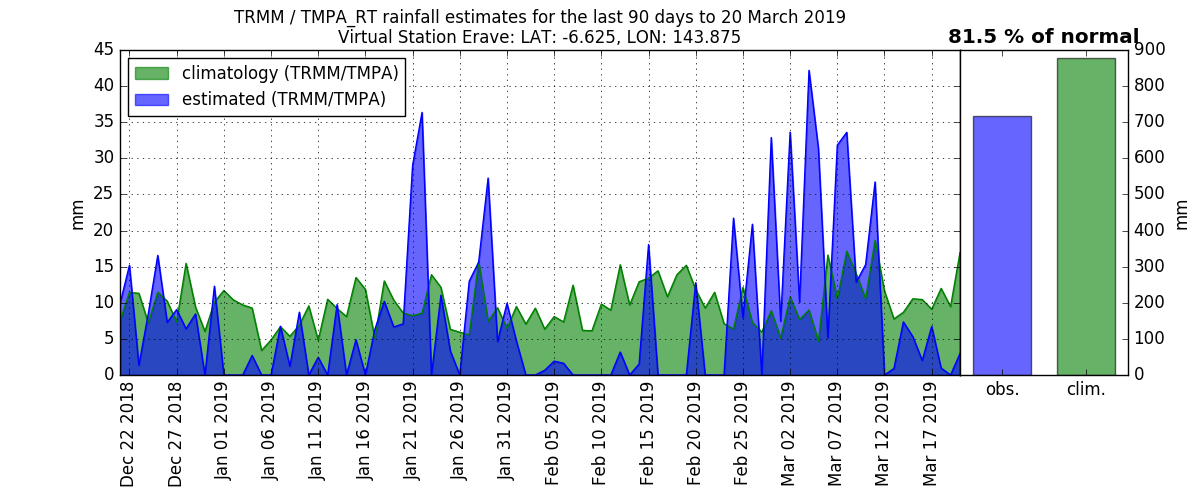 TRMM / TMPA_RT rainfall estimates for the last 90 days to 20 March 2019
Virtual Station Erave: LAT: -6.625, LON: 143.875
81.5 % of normal
climatology (TRMM/TMPA)
estimated (TRMM/TMPA)
45
40
35
30
25
20
15
10
5
0
mm
Dec 22 2018
Dec 27 2018
Jan 01 2019
Jan 06 2019
Jan 11 2019
Jan 16 2019
Jan 21 2019
Jan 26 2019
Jan 31 2019
Feb 05 2019
Feb 10 2019
Feb 15 2019
Feb 20 2019
Feb 25 2019
Mar 02 2019
Mar 07 2019
Mar 12 2019
Mar 17 2019
obs.
clim.
900
800
700
600
500
400
300
200
100
0
mm